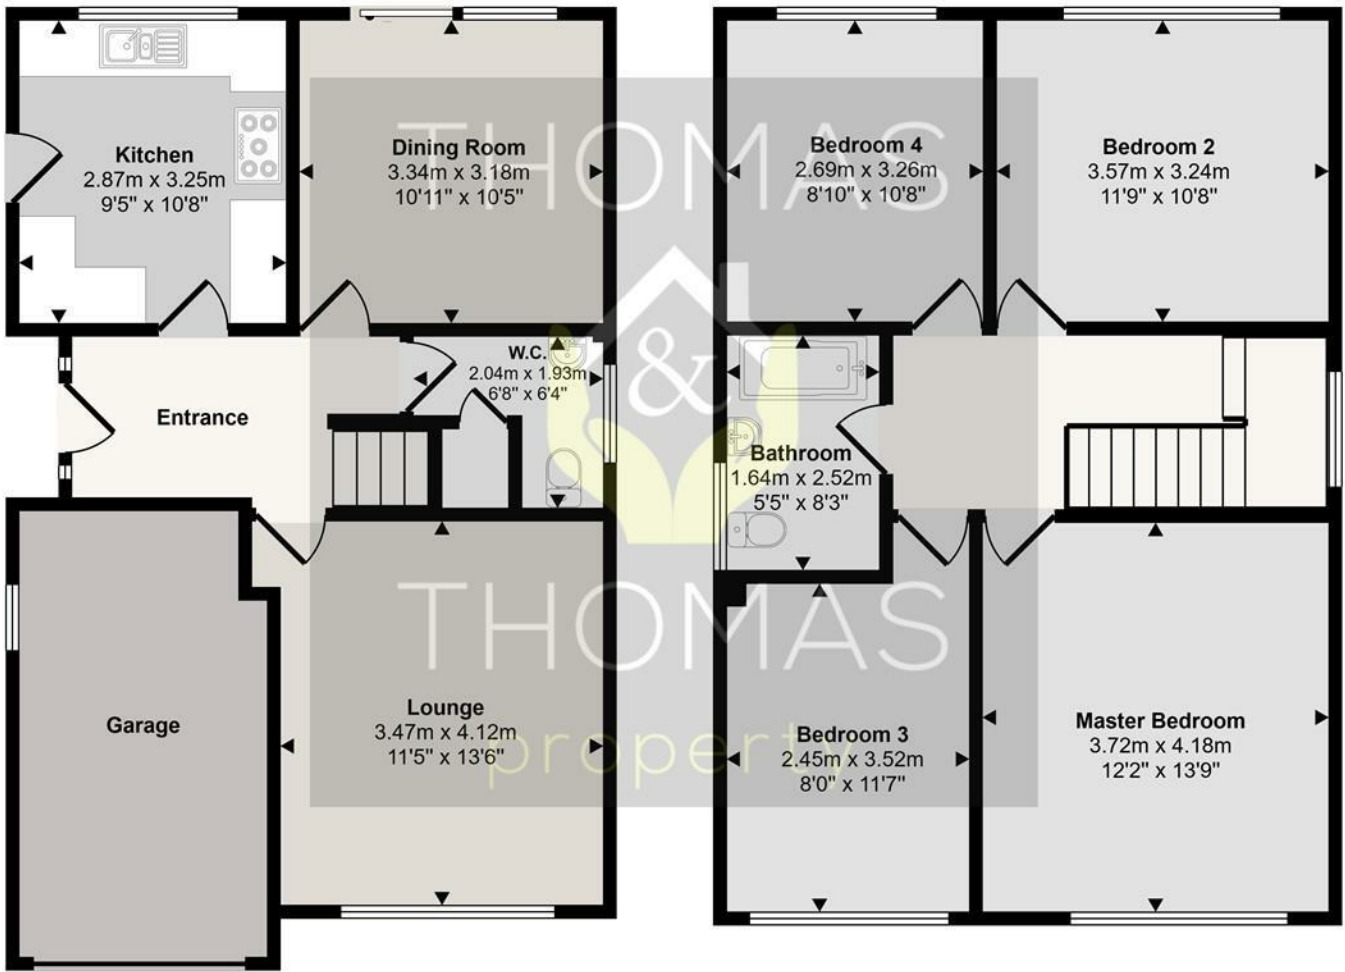 Kitchen
2.87m x 3.25m
9'5" x 10'8"
Dining Room
3.34m x 3.18m
10'11" x 10'5"
W.C.
2.04m x 1.93m
6'8" x 6'4"
Entrance
Garage
Lounge
3.47m x 4.12m
11'5" x 13'6"
Bedroom 4
2.69m x 3.26m
8'10" x 10'8"
Bedroom 2
3.57m x 3.24m
11'9" x 10'8"
Bathroom
1.64m x 2.52m
5'5" x 8'3"
Bedroom 3
2.45m x 3.52m
8'0" x 11'7"
Master Bedroom
3.72m x 4.18m
12'2" x 13'9"
THOMAS
&
THOMAS
property